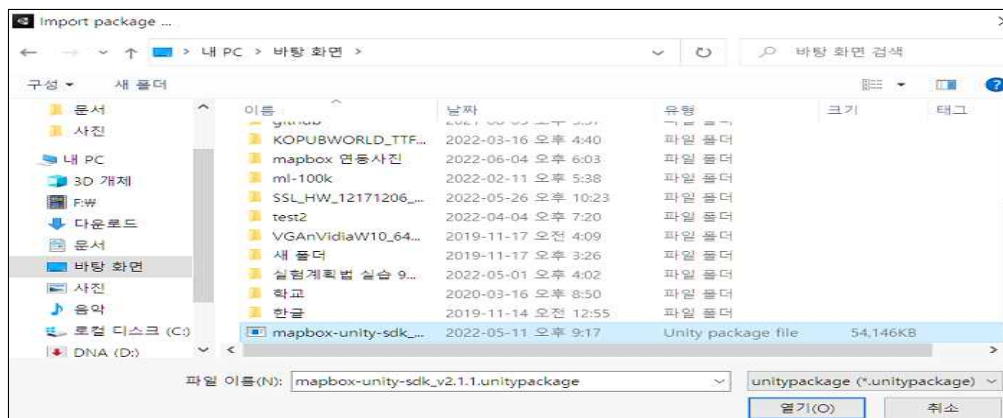 Import package ...
내 PC > 바탕 화면 >
바탕 화면 검색
구성
새 폴더
문서
사진
내 PC
3D 개체
F:₩
다운로드
문서
바탕 화면
사진
음악
로컬 디스크 (C:)
DNA (D:)
이름 날짜 유형 크기 태그
github
KOPUBWORLD_TTF... 2022-03-16 오후 4:40 파일 폴더
mapbox 연동사진 2022-06-04 오후 6:03 파일 폴더
ml-100k 2022-02-11 오후 5:38 파일 폴더
SSL_HW_12171206_... 2022-05-26 오후 10:23 파일 폴더
test2 2022-04-04 오후 7:20 파일 폴더
VGAnVidiaW10_64... 2019-11-17 오전 4:09 파일 폴더
새 폴더 2019-11-17 오후 3:26 파일 폴더
실험계획법 실습 9... 2022-05-01 오후 4:02 파일 폴더
학교 2020-03-16 오후 8:50 파일 폴더
한글 2019-11-14 오전 12:55 파일 폴더
mapbox-unity-sdk_... 2022-05-11 오후 9:17 Unity package file 54,146KB
파일 이름(N): mapbox-unity-sdk_v2.1.1.unitypackage unitypackage (*.unitypackage)
열기(O) 취소